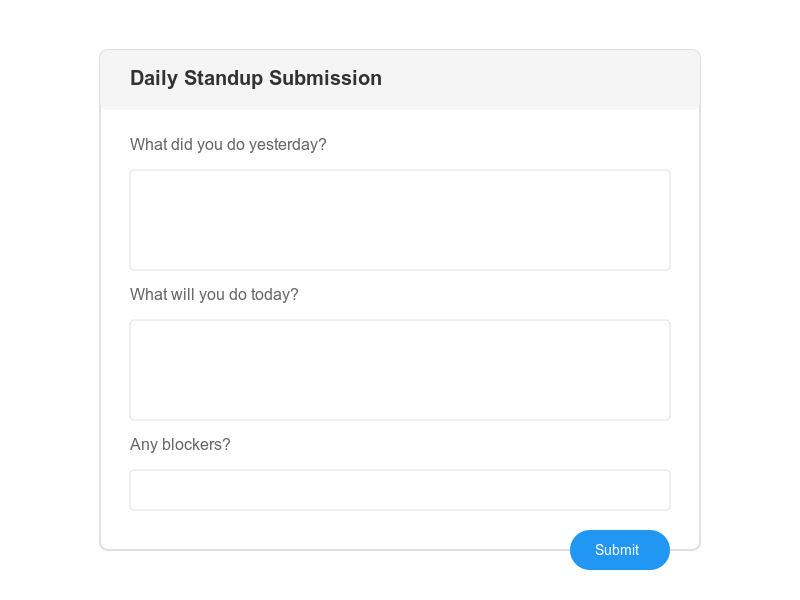 Daily Standup Submission
What did you do yesterday?
What will you do today?
Any blockers?
Submit